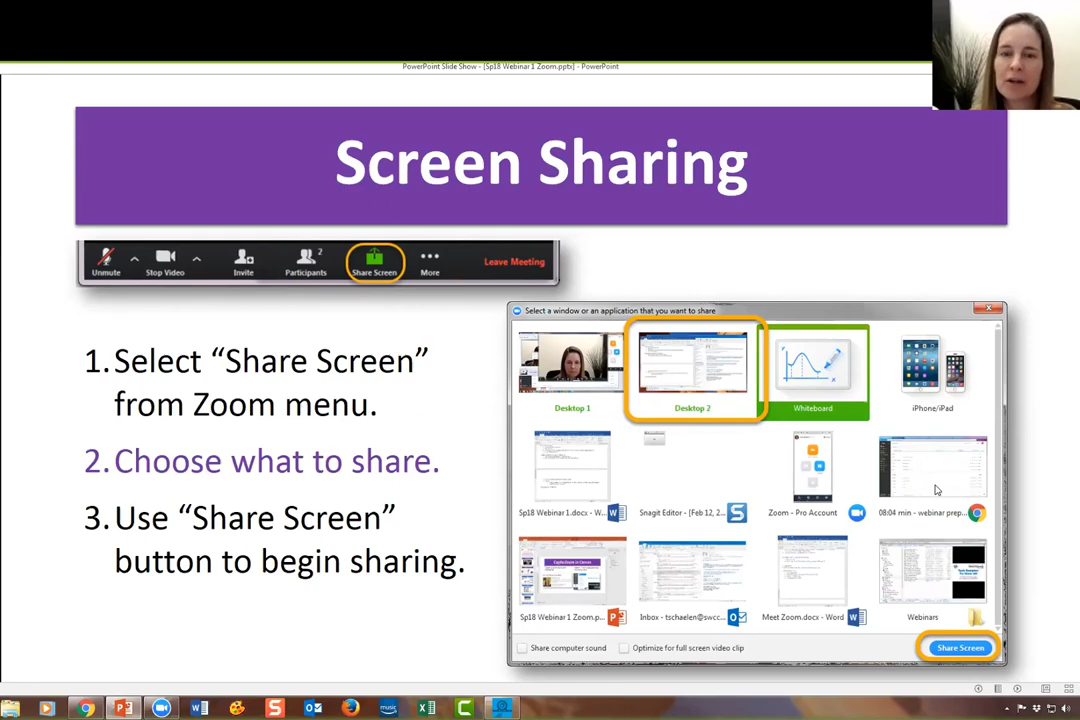 PowerPoint Slide Show - [Sp18 Webinar 1 Zoom.pptx] - PowerPoint
Screen Sharing
Unmute Stop Video Invite Participants 2 Share Screen More Leave Meeting
Select a window or an application that you want to share
Desktop 1 Desktop 2 Whiteboard iPhone/iPad
1. Select “Share Screen”
from Zoom menu.
2. Choose what to share.
3. Use “Share Screen”
button to begin sharing.
Sp18 Webinar 1.docx - W... Snagit Editor - [Feb 12, 2... Zoom - Pro Account 08:04 min - webinar prep...
Sp18 Webinar 1 Zoom.p... Inbox - tschaelen@swcc... Meet Zoom.docx - Word Webinars
Share computer sound Optimize for full screen video clip Share Screen